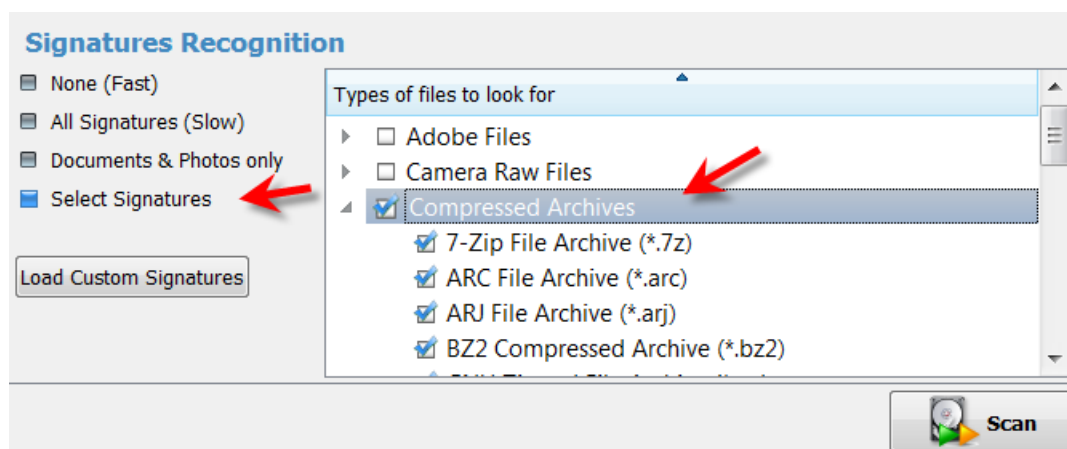 Signatures Recognition
None (Fast)
All Signatures (Slow)
Documents & Photos only
Select Signatures
Load Custom Signatures
Types of files to look for
Adobe Files
Camera Raw Files
Compressed Archives
7-Zip File Archive (*.7z)
ARC File Archive (*.arc)
ARJ File Archive (*.arj)
BZ2 Compressed Archive (*.bz2)
Scan